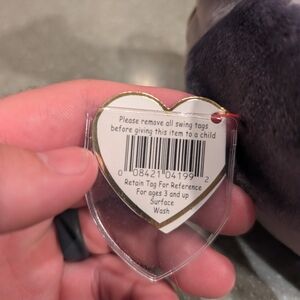 Please remove all swing tags
before giving this item to a child
0 08421 04199 2
Retain Tag For Reference
For ages 3 and up
Surface
Wash